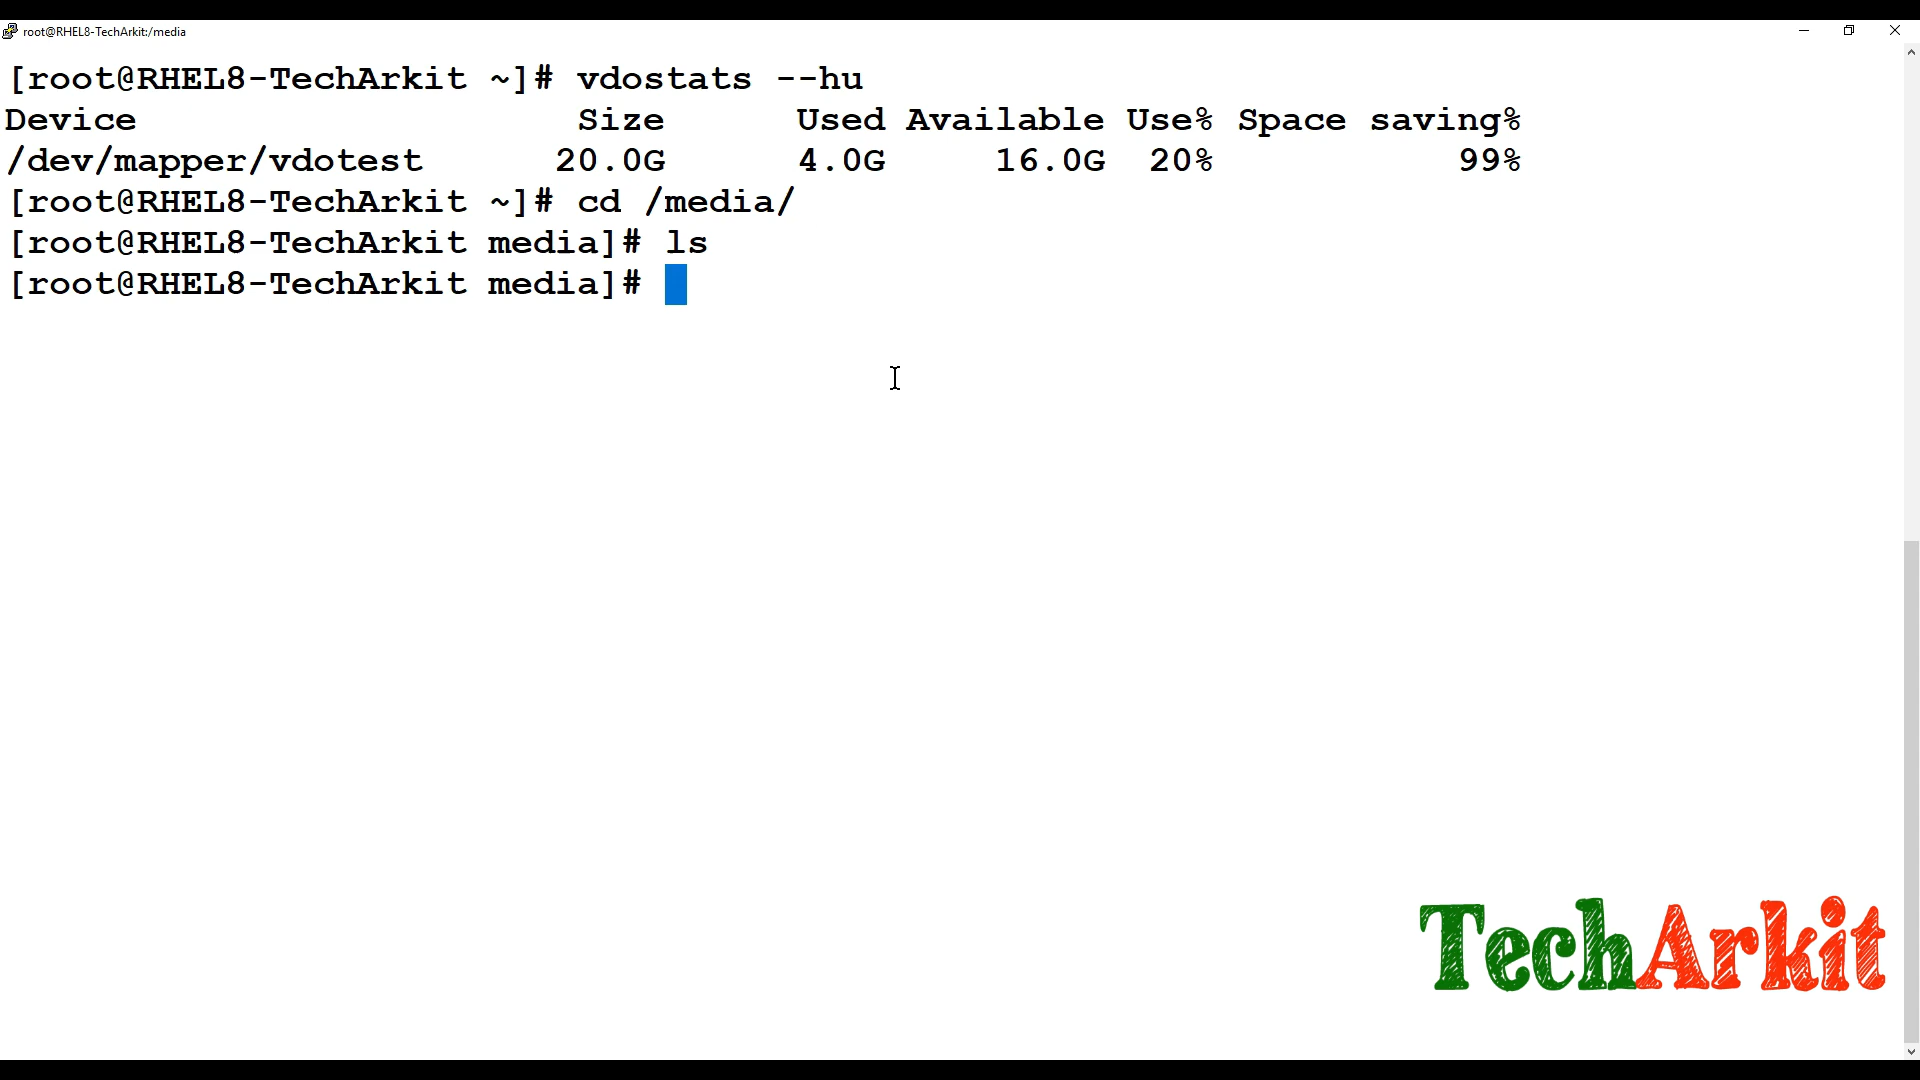 root@RHEL8-TechArkit:/media
[root@RHEL8-TechArkit ~]# vdostats --hu
Device Size Used Available Use% Space saving%
/dev/mapper/vdotest 20.0G 4.0G 16.0G 20% 99%
[root@RHEL8-TechArkit ~]# cd /media/
[root@RHEL8-TechArkit media]# ls
[root@RHEL8-TechArkit media]#
TechArkit